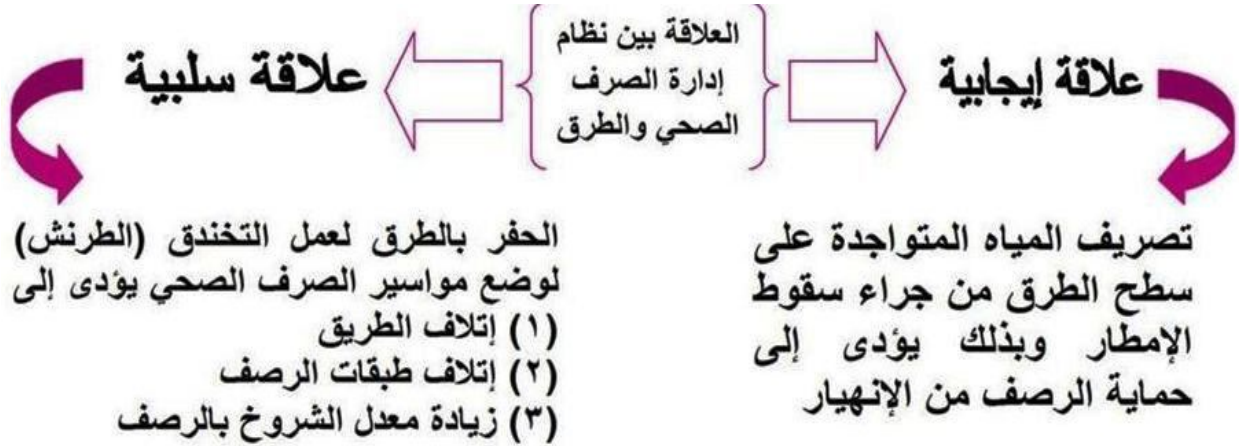 العلاقة بين نظام
إدارة الصرف
الصحي والطرق
علاقة إيجابية
تصريف المياه المتواجدة على
سطح الطرق من جراء سقوط
الإمطار وبذلك يؤدى إلى
حماية الرصف من الإنهيار
علاقة سلبية
الحفر بالطرق لعمل التخندق (الطرنش)
لوضع مواسير الصرف الصحي يؤدى إلى
(١) إتلاف الطريق
(٢) إتلاف طبقات الرصف
(٣) زيادة معدل الشروخ بالرصف